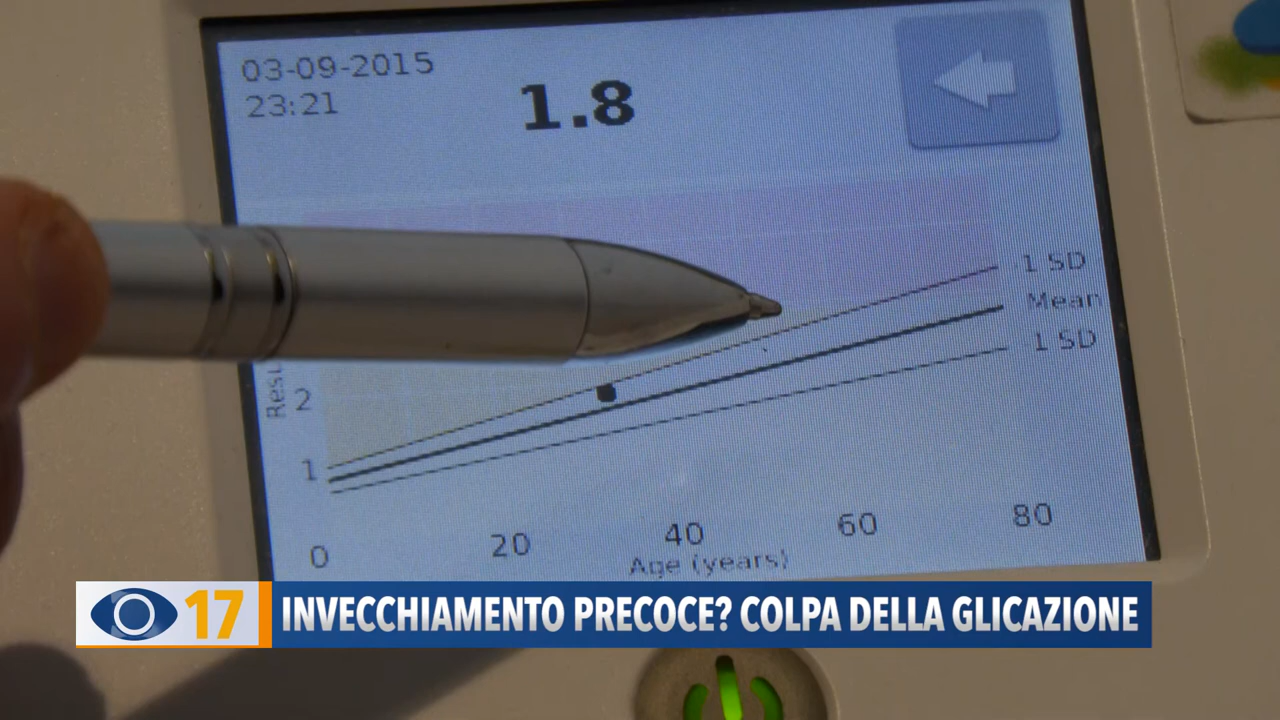 03-09-2015
23:21
1.8
1 SD
Mean
1 SD
2
1
0 20 40 60 80
Age (years)
17
INVECCHIAMENTO PRECOCE? COLPA DELLA GLICAZIONE